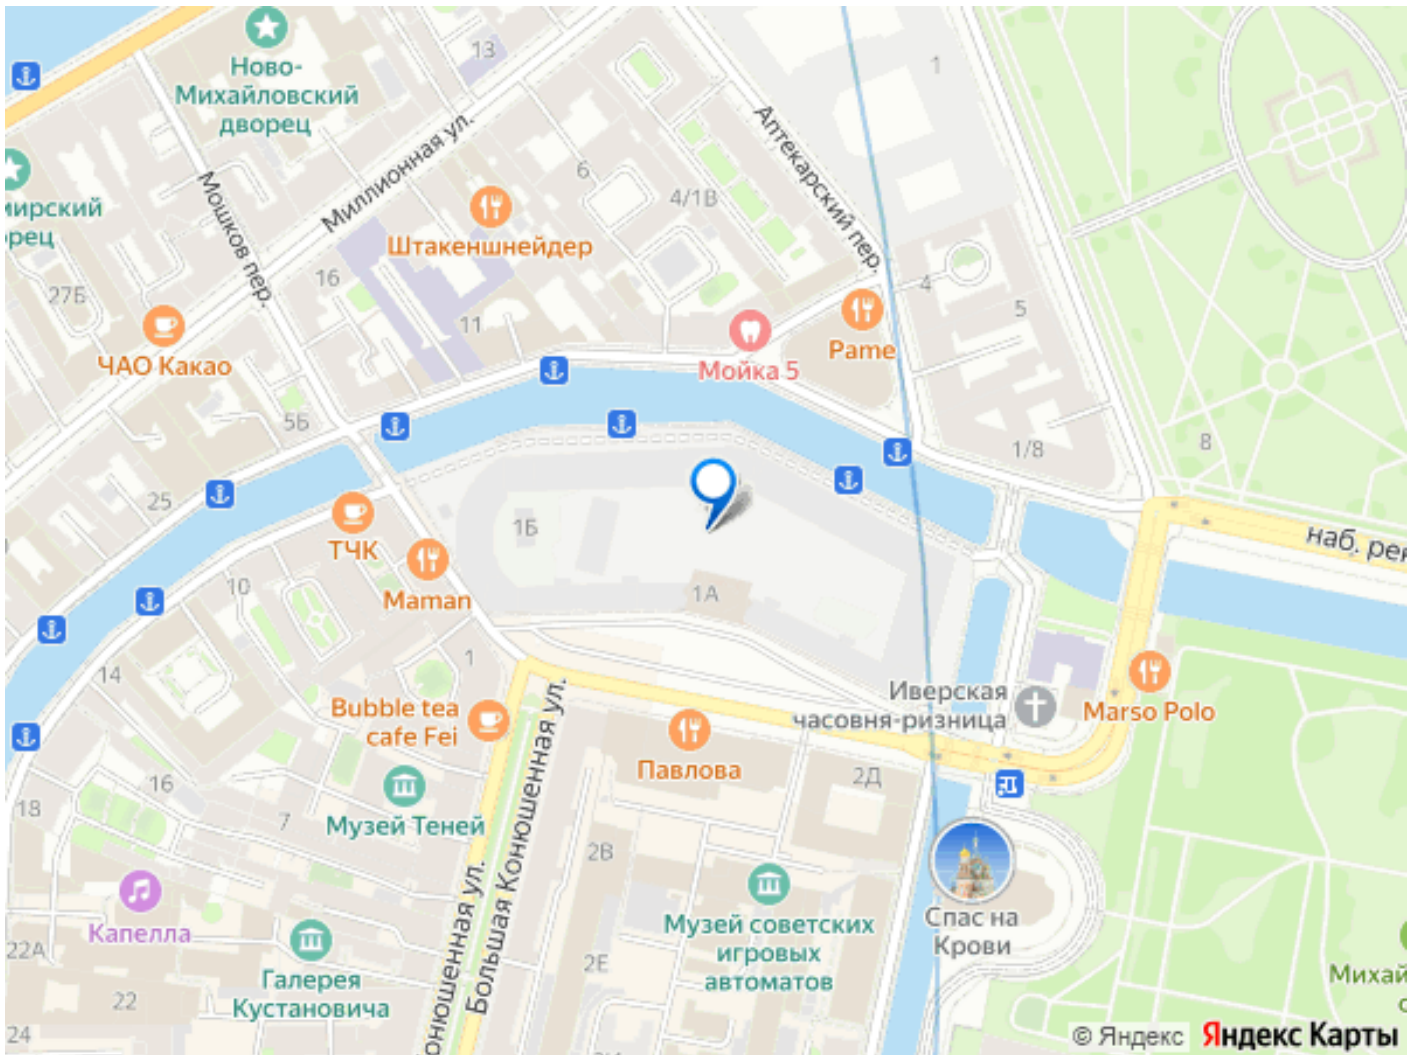 13
Ново-
Михайловский
дворец
1
Миллионная ул.
Аптекарский пер.
Мошков пер.
6
4/1В
мирский
орец
Штакеншнейдер
16
27Б
4
5
11
ЧАО Какао
Мойка 5
Pame
5Б
1/8
8
25
1Б
наб. рек
ТЧК
10
Maman
1А
14
1
Иверская
часовня-ризница
Marso Polo
Bubble tea
cafe Fei
Большая Конюшенная ул.
Павлова
2Д
16
18
7
Музей Теней
2В
онюшенная ул.
Капелла
22А
Музей советских
игровых
автоматов
Спас на
Крови
2Е
Галерея
Кустановича
22
Михай
с
24
© Яндекс
Яндекс Карты